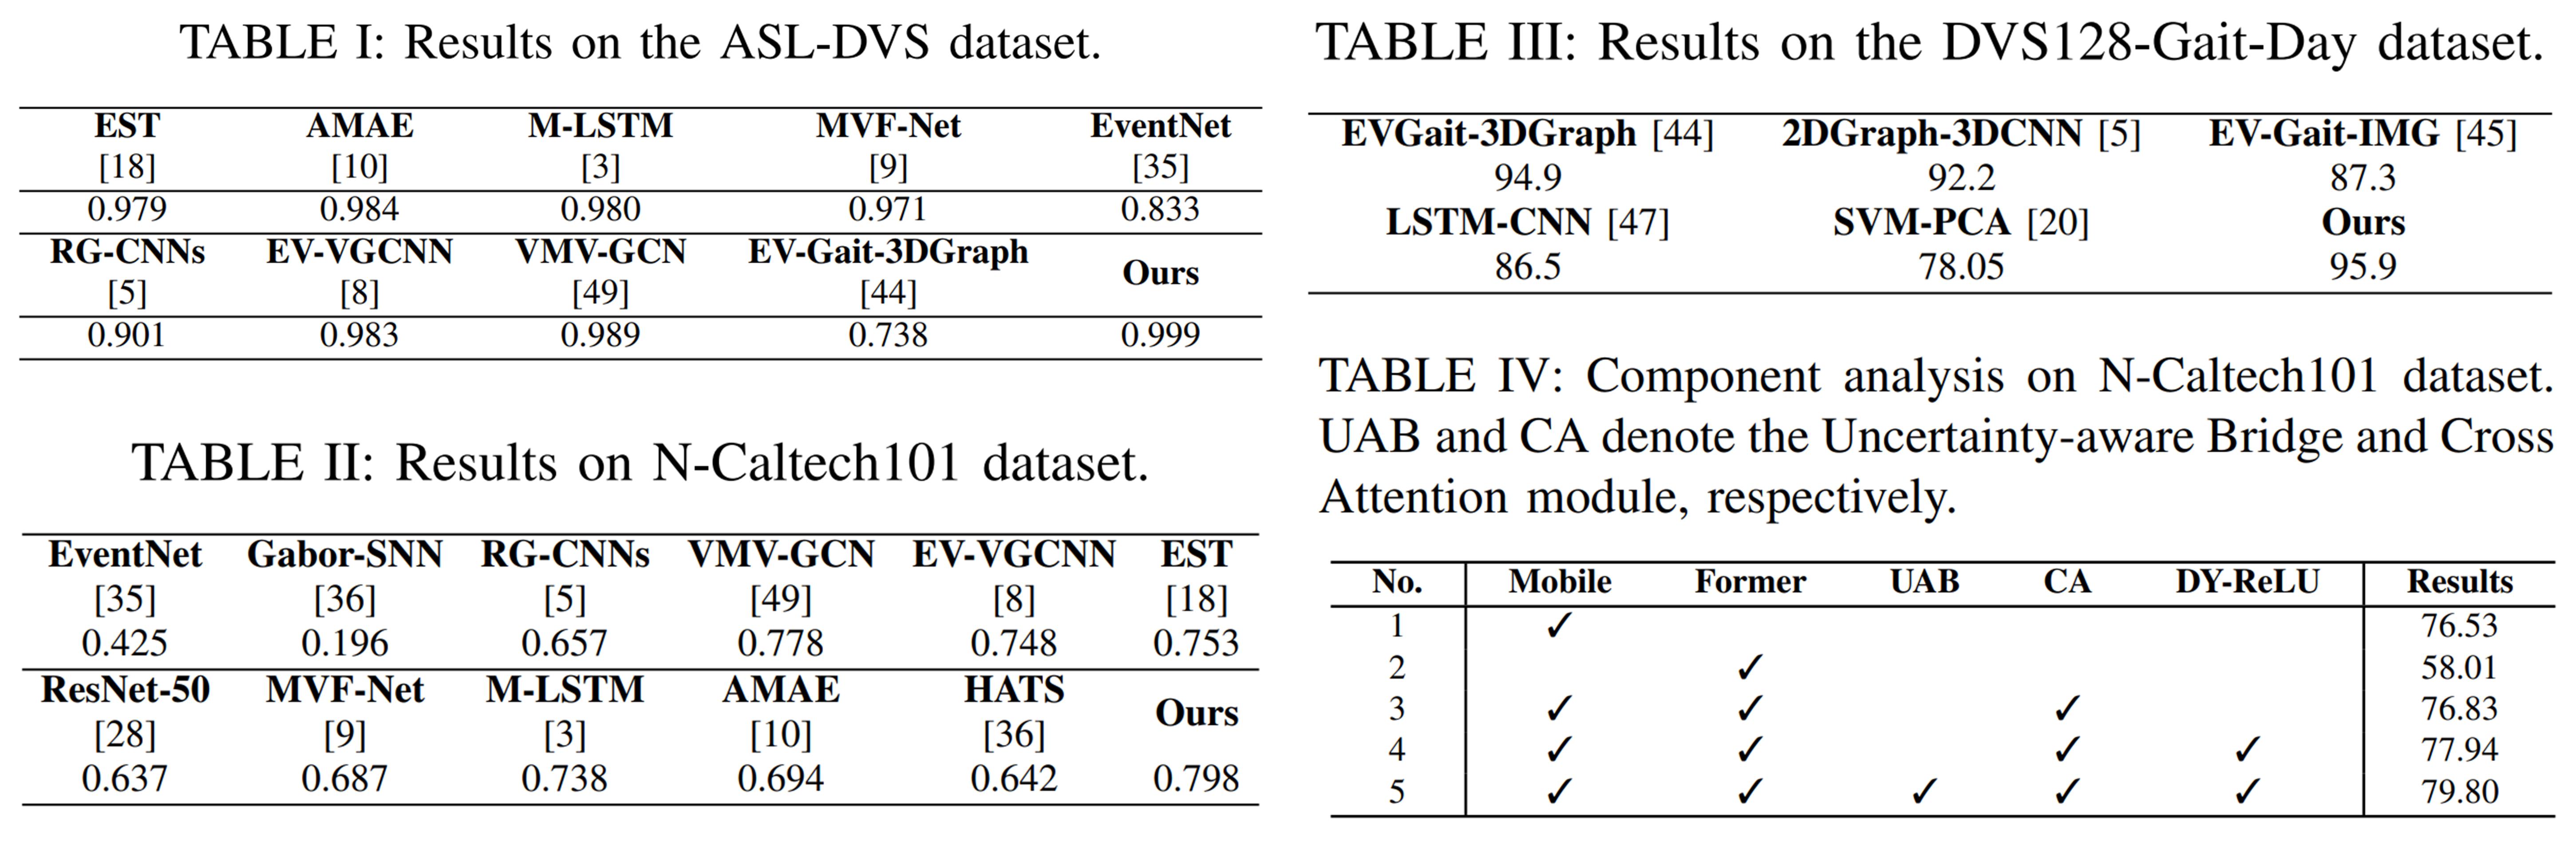 TABLE I: Results on the ASL-DVS dataset.
EST AMAE M-LSTM MVF-Net EventNet
[18] [10] [3] [9] [35]
0.979 0.984 0.980 0.971 0.833
RG-CNNs EV-VGCNN VMV-GCN EV-Gait-3DGraph Ours
[5] [8] [49] [44]
0.901 0.983 0.989 0.738 0.999
TABLE II: Results on N-Caltech101 dataset.
EventNet Gabor-SNN RG-CNNs VMV-GCN EV-VGCNN EST
[35] [36] [5] [49] [8] [18]
0.425 0.196 0.657 0.778 0.748 0.753
ResNet-50 MVF-Net M-LSTM AMAE HATS Ours
[28] [9] [3] [10] [36]
0.637 0.687 0.738 0.694 0.642 0.798
TABLE III: Results on the DVS128-Gait-Day dataset.
EVGait-3DGraph [44] 2DGraph-3DCNN [5] EV-Gait-IMG [45]
94.9 92.2 87.3
LSTM-CNN [47] SVM-PCA [20] Ours
86.5 78.05 95.9
TABLE IV: Component analysis on N-Caltech101 dataset.
UAB and CA denote the Uncertainty-aware Bridge and Cross
Attention module, respectively.
No. Mobile Former UAB CA DY-ReLU Results
1 ✓ 76.53
2 ✓ 58.01
3 ✓ ✓ ✓ 76.83
4 ✓ ✓ ✓ ✓ 77.94
5 ✓ ✓ ✓ ✓ ✓ 79.80